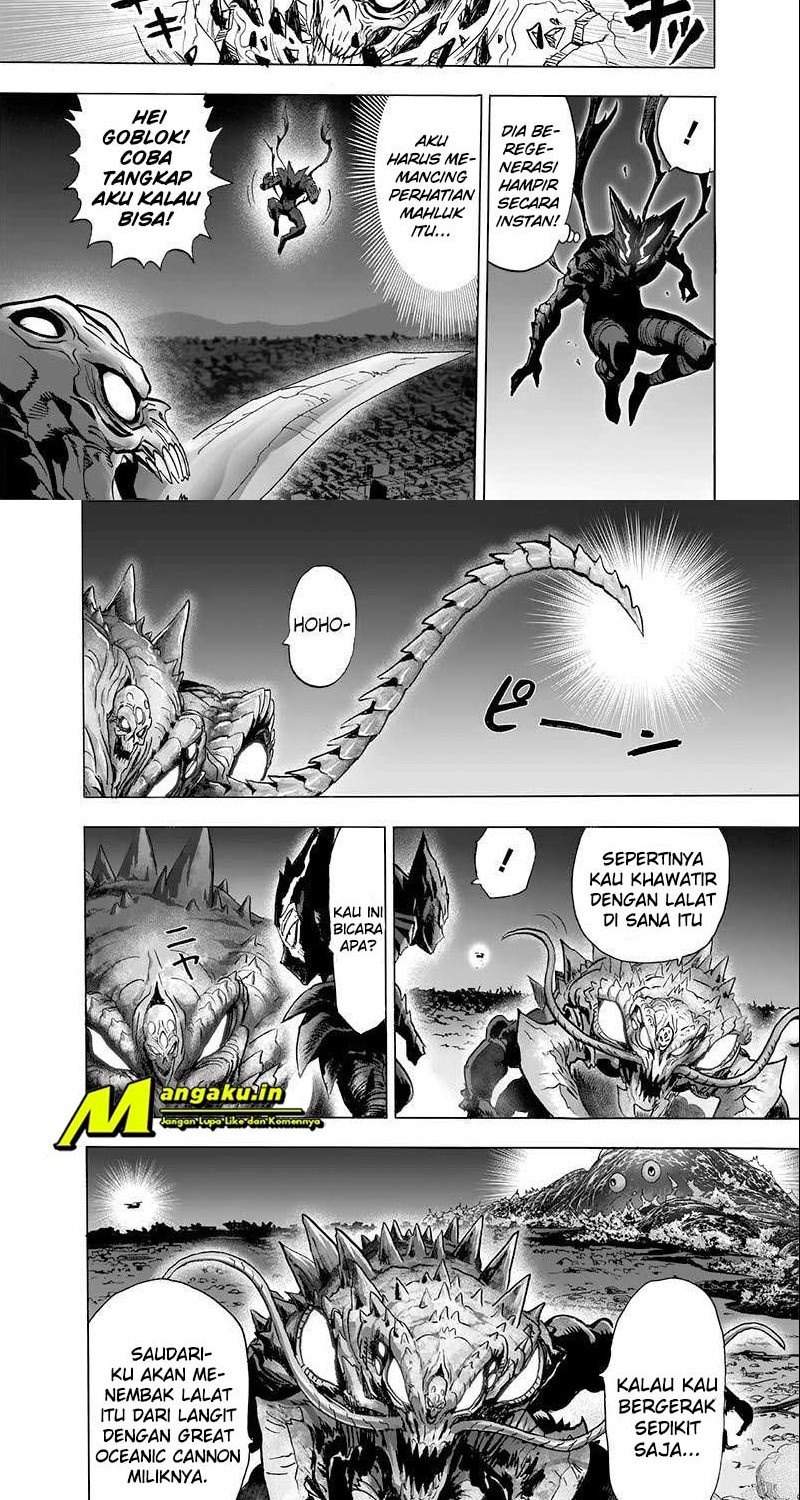 !
DIA BE-
REGE-
NERASI
HAMPIR
SECARA
INSTAN!
AKU
HARUS ME-
MANCING
PERHATIAN
MAHLUK
ITU...
HEI
GOBLOK!
COBA
TANGKAP
AKU KALAU
BISA!
HOHO-
ピーーン
SEPERTINYA
KAU KHAWATIR
DENGAN LALAT
DI SANA ITU
!
KAU INI
BICARA
APA?
ニヤ
Mangaku.in
Jangan Lupa Like dan Komennya
KALAU KAU
BERGERAK
SEDIKIT
SAJA...
SAUDARI-
KU AKAN ME-
NEMBAK LALAT
ITU DARI LANGIT
DENGAN GREAT
OCEANIC CANNON
MILIKNYA.